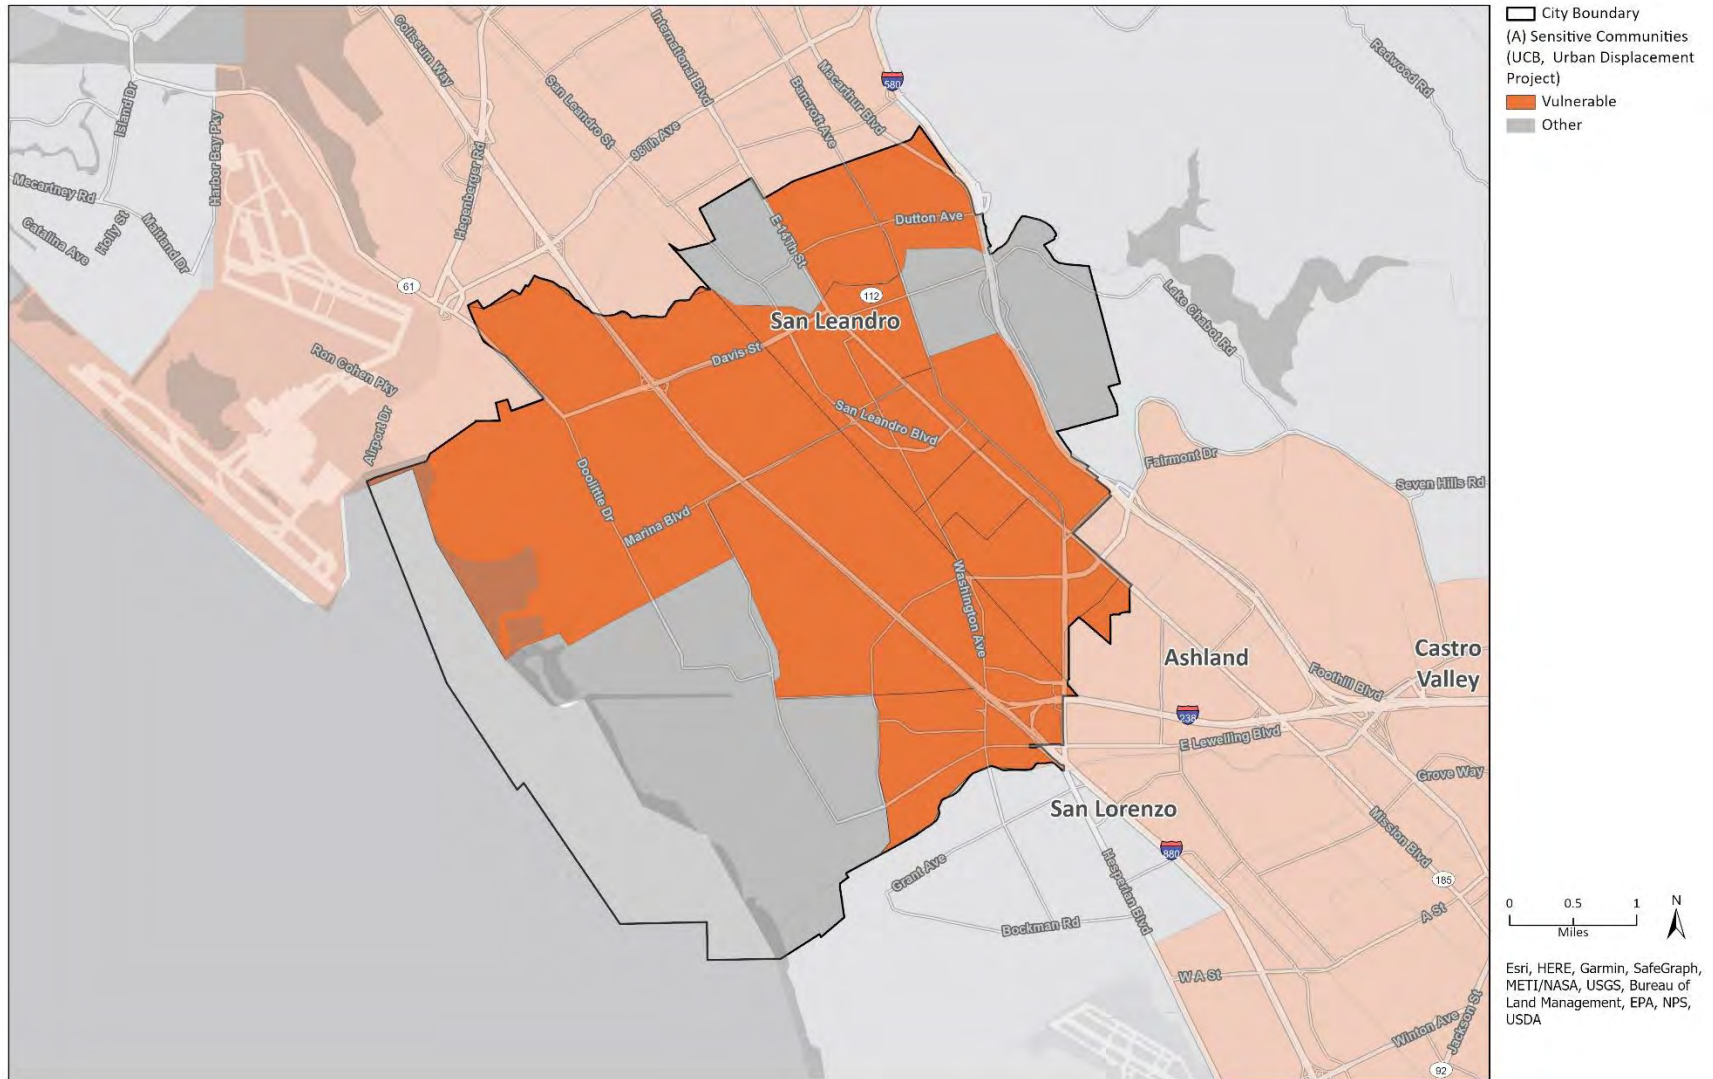 City Boundary
(A) Sensitive Communities
(UCB, Urban Displacement
Project)
Vulnerable
Other
Coliseum Way
International Blvd
Macarthur Blvd
Bancroft Ave
580
Redwood Rd
Island Dr
Harbor Bay Pky
San Leandro St
98Th Ave
Hegenberger Rd
Mecartney Rd
Catalina Ave
Holly St
Maitland Dr
61
E 14Th St
Dutton Ave
112
San Leandro
Lake Chabot Rd
Davis St
Ron Cohen Pky
Airport Dr
San Leandro Blvd
Fairmont Dr
Seven Hills Rd
Doolittle Dr
Marina Blvd
Washington Ave
Ashland
Castro
Valley
Foothill Blvd
238
E Lewelling Blvd
Grove Way
San Lorenzo
Mission Blvd
880
Grant Ave
Hesperian Blvd
185
A St
Bockman Rd
W A St
Winton Ave
Jackson St
92
0 0.5 1
Miles
N
Esri, HERE, Garmin, SafeGraph,
METI/NASA, USGS, Bureau of
Land Management, EPA, NPS,
USDA